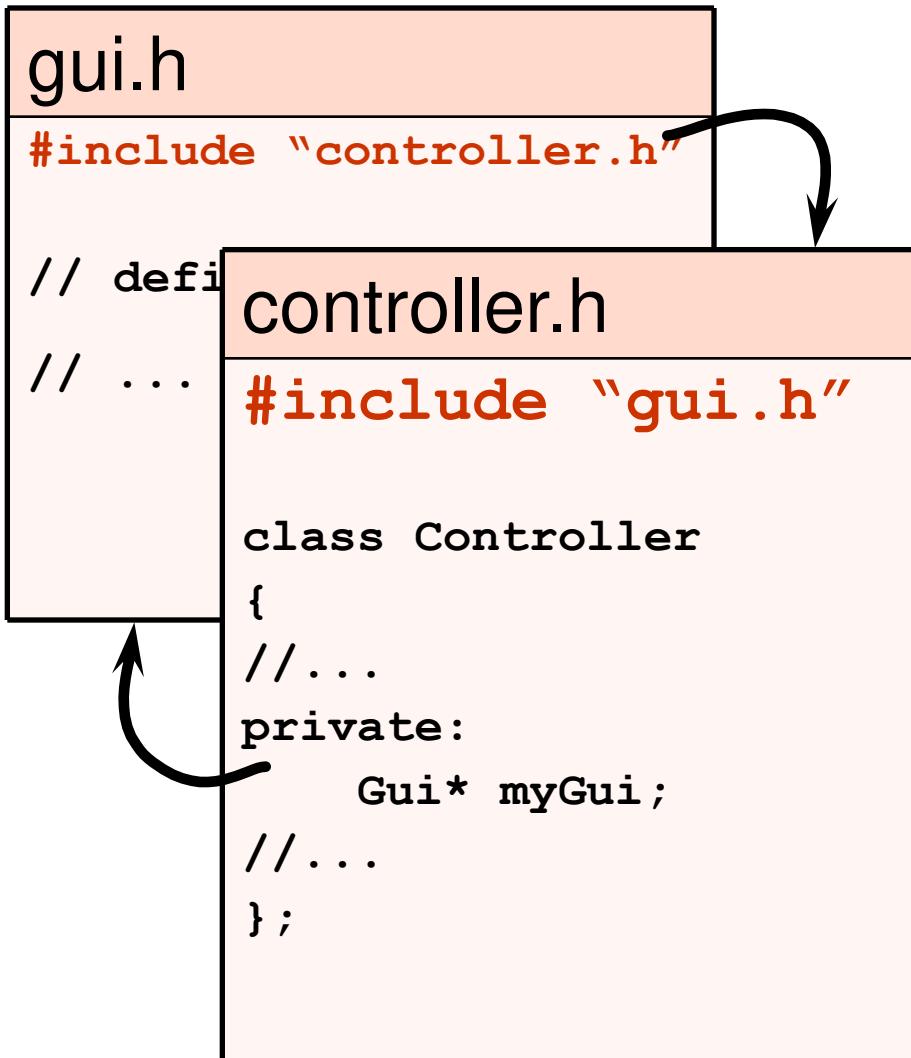 gui.h
#include “controller.h”
// defi
// ...
controller.h
#include “gui.h”
class Controller
{
//...
private:
Gui* myGui;
//...
};